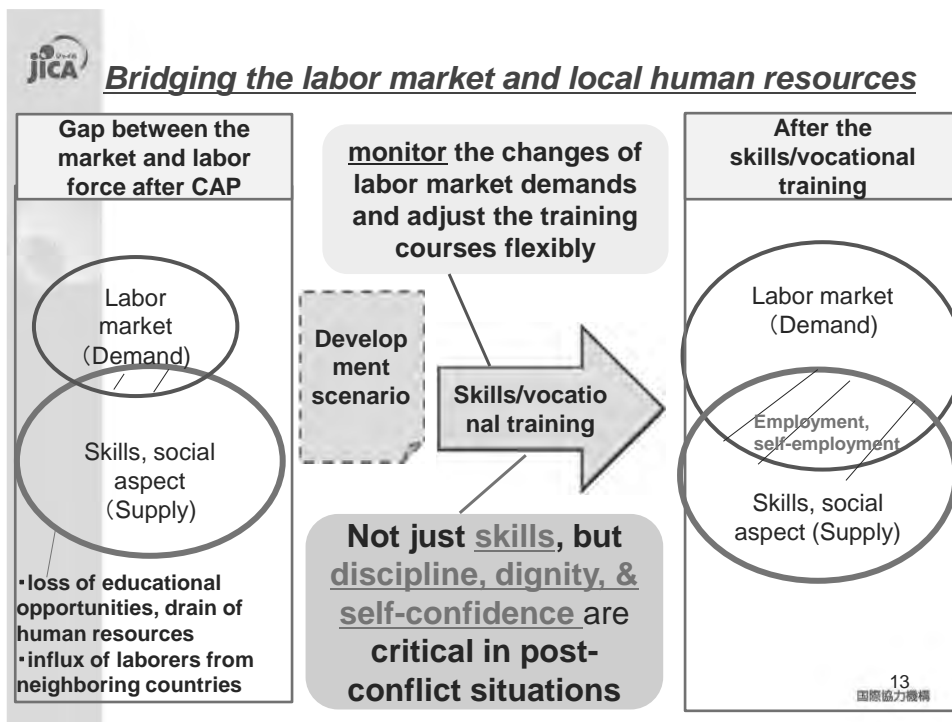 JICA
Bridging the labor market and local human resources
Gap between the
market and labor
force after CAP
Labor
market
（Demand)
Skills, social
aspect
（Supply)
・loss of educational
opportunities, drain of
human resources
・influx of laborers from
neighboring countries
monitor the changes of
labor market demands
and adjust the training
courses flexibly
Develop
ment
scenario
Skills/vocatio
nal training
Not just skills, but
discipline, dignity, &
self-confidence are
critical in post-
conflict situations
After the
skills/vocational
training
Labor market
（Demand)
Employment,
self-employment
Skills, social
aspect (Supply)
13
国際協力機構